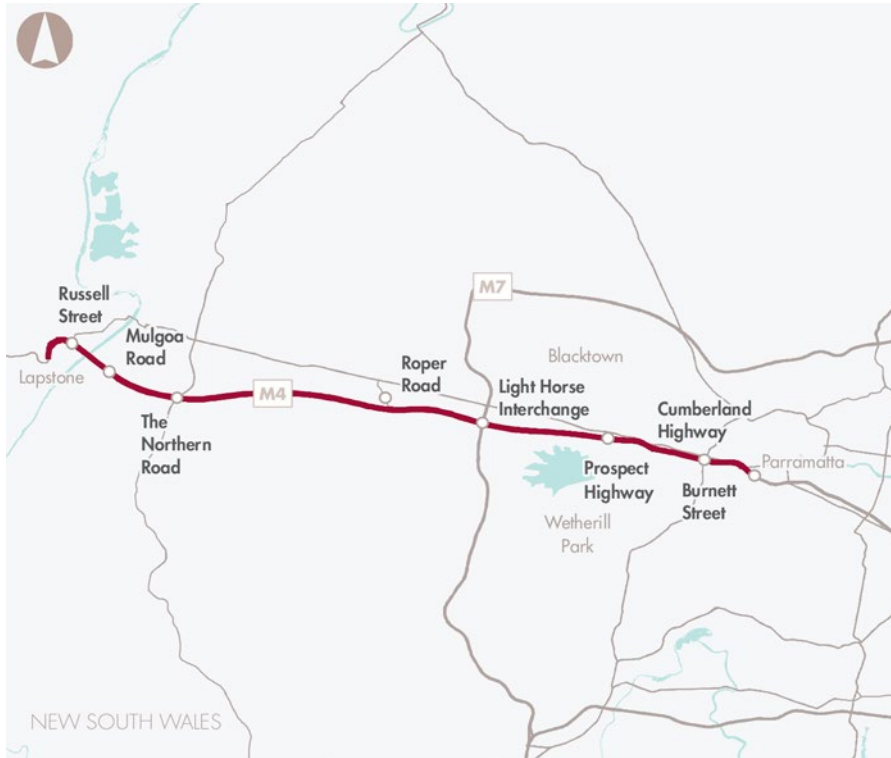 M7
Russell
Street
Mulgoa
Road
Lapstone
Blacktown
Roper
Road
Light Horse
Interchange
M4
Cumberland
Highway
The
Northern
Road
Parramatta
Prospect
Highway
Burnett
Street
Wetherill
Park
NEW SOUTH WALES